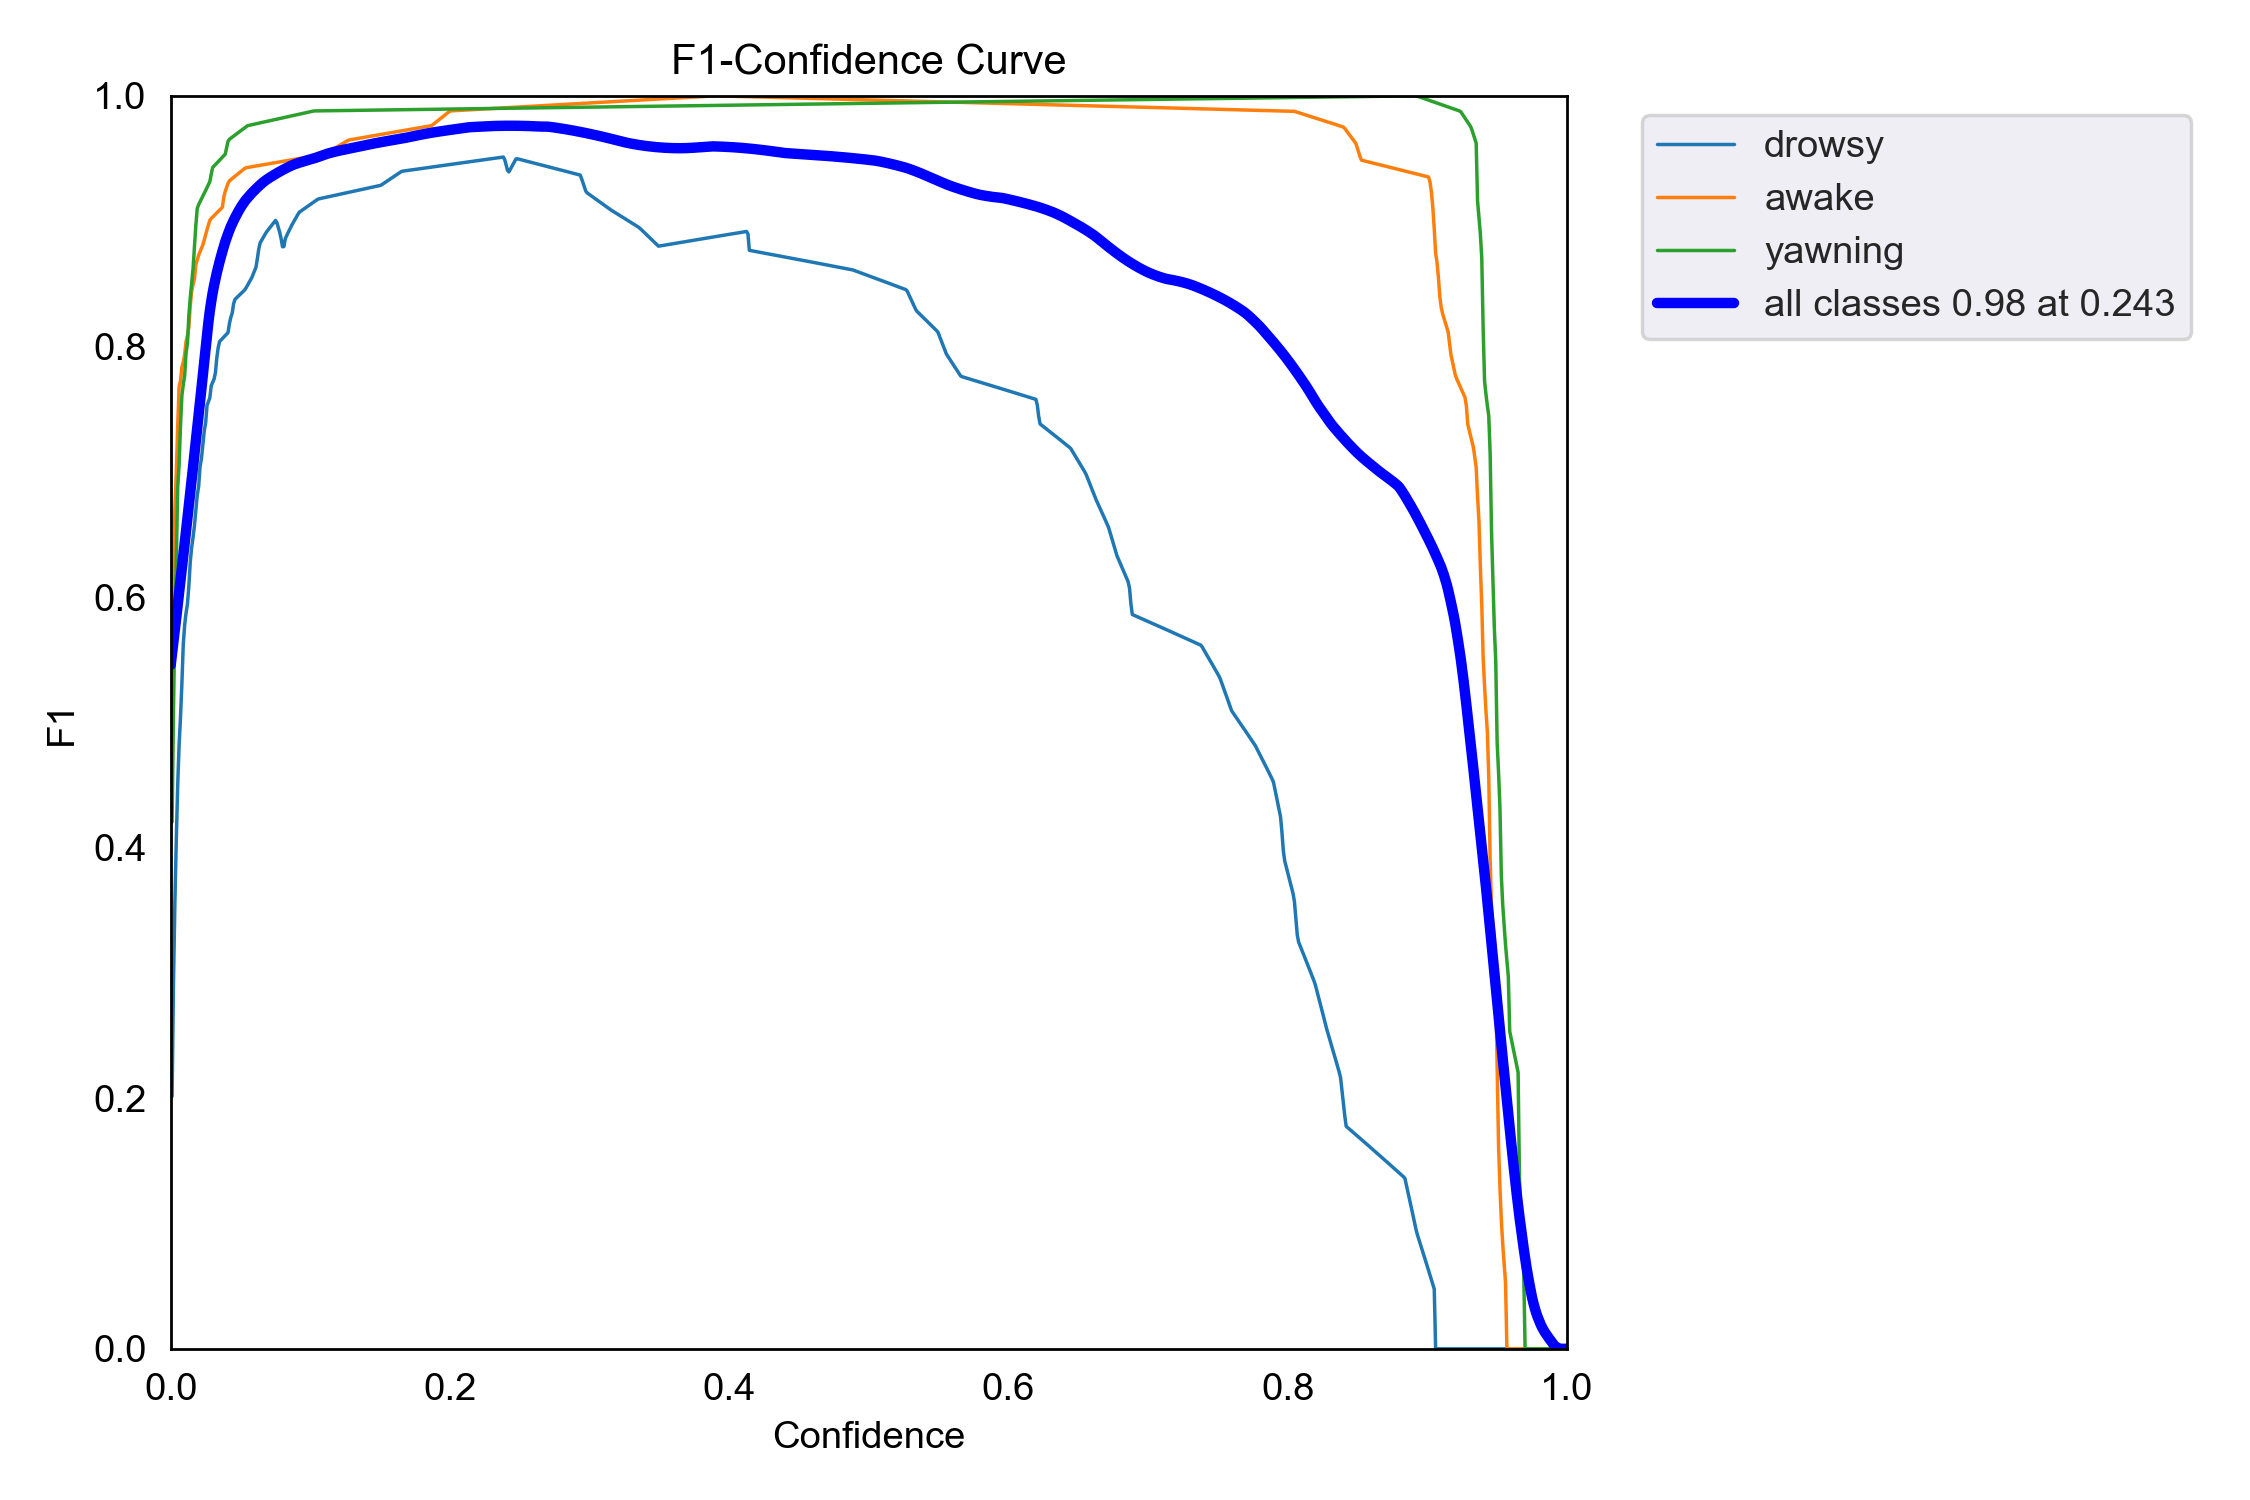 F1-Confidence Curve
1.0
0.8
0.6
0.4
0.2
0.0
F1
0.0 0.2 0.4 0.6 0.8 1.0
Confidence
drowsy
awake
yawning
all classes 0.98 at 0.243